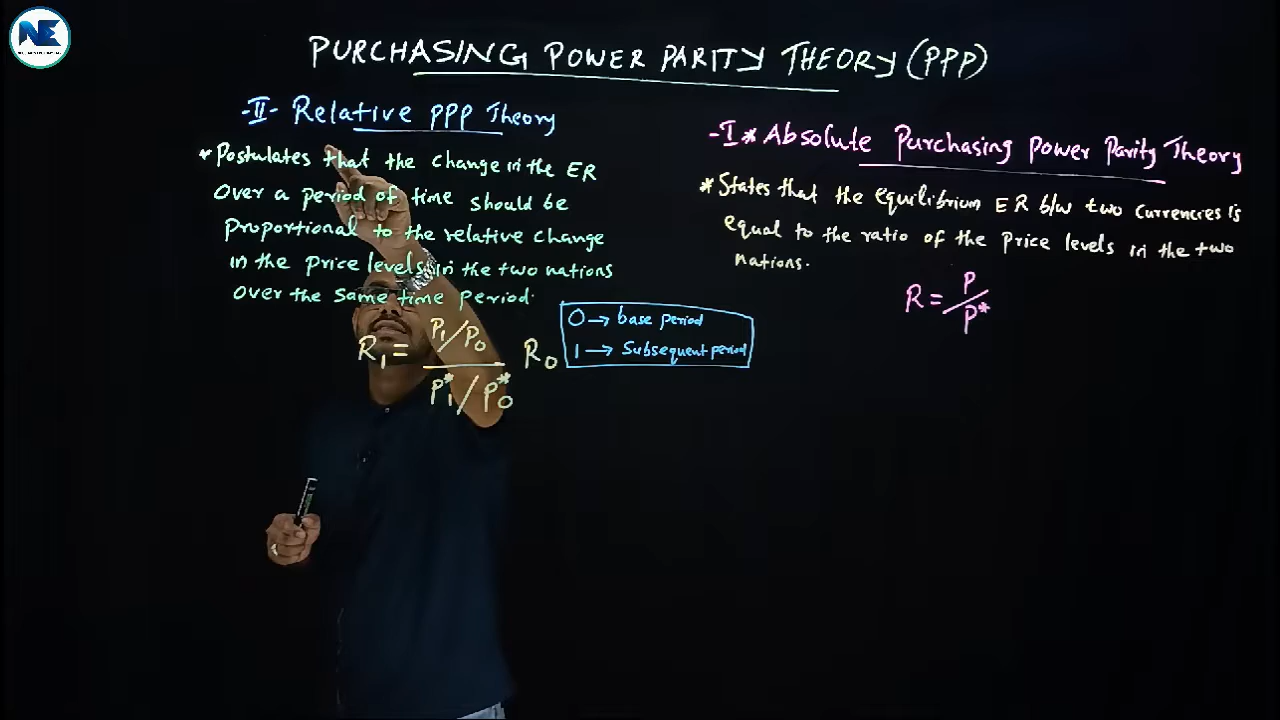 NE
PURCHASING POWER PARITY THEORY (PPP)
-II- Relative PPP Theory
* Postulates that the change in the ER
Over a period of time should be
Proportional to the relative change
in the Price levels in the two nations
over the same time period.
R₁ = P₁/P₀ / P₁*/P₀* R₀
0 → base period
1 → Subsequent period
-I* Absolute Purchasing Power Parity Theory
* States that the equilibrium ER b/w two currencies is
equal to the ratio of the Price levels in the two
nations.
R = P/P*